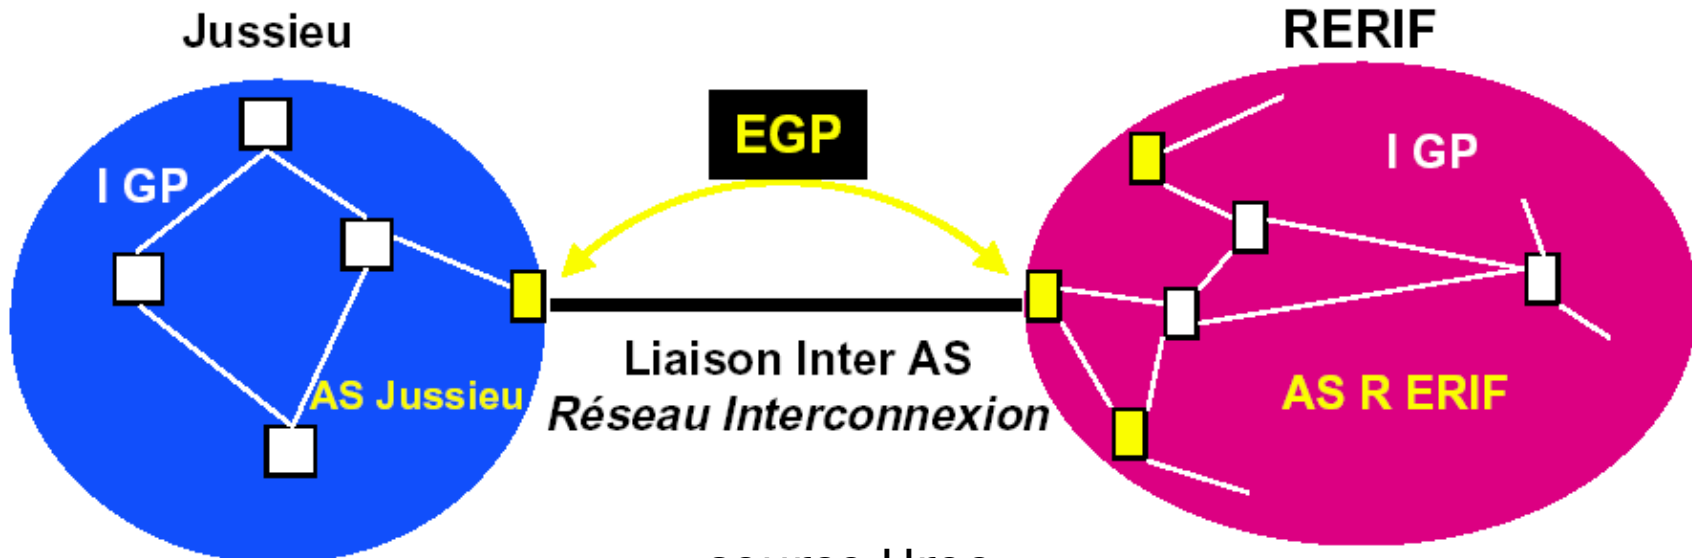 Jussieu
RERIF
EGP
I GP
I GP
Liaison Inter AS
AS Jussieu
Réseau Interconnexion
AS R ERIF